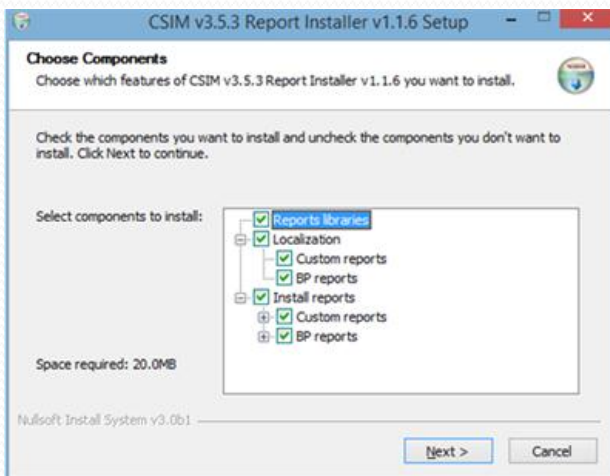 CSIM v3.5.3 Report Installer v1.1.6 Setup
Choose Components
Choose which features of CSIM v3.5.3 Report Installer v1.1.6 you want to install.
Check the components you want to install and uncheck the components you don't want to
install. Click Next to continue.
Select components to install:
Reports libraries
Localization
Custom reports
BP reports
Install reports
Custom reports
BP reports
Space required: 20.0MB
Nullsoft Install System v3.0b1
Next >
Cancel